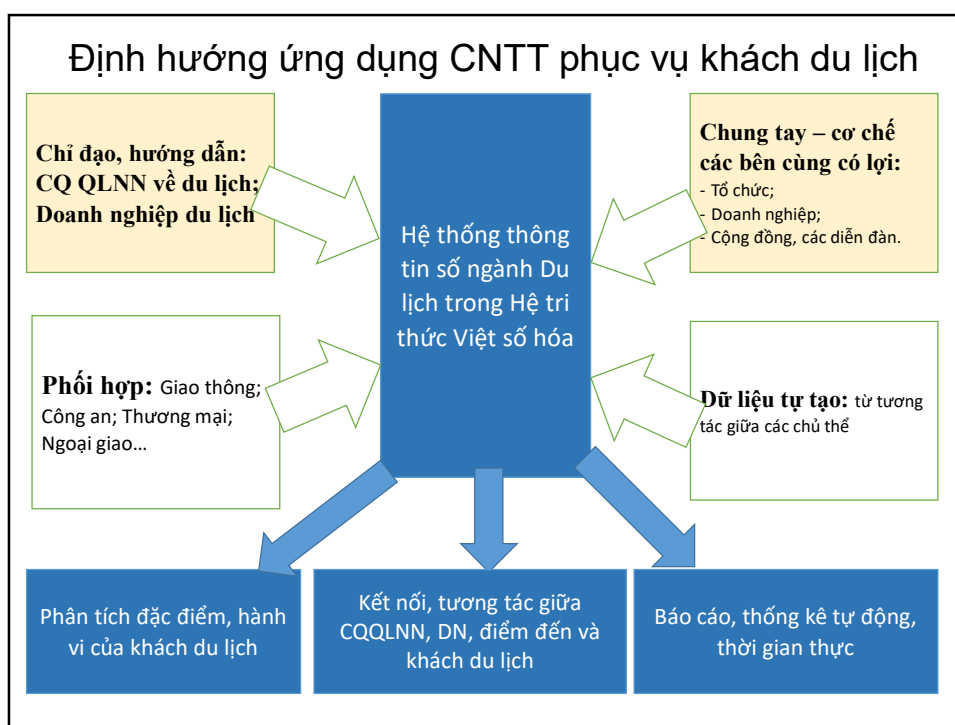 Định hướng ứng dụng CNTT phục vụ khách du lịch
Chỉ đạo, hướng dẫn:
CQ QLNN về du lịch;
Doanh nghiệp du lịch
Hệ thống thông
tin số ngành Du
lịch trong Hệ tri
thức Việt số hóa
Chung tay – cơ chế
các bên cùng có lợi:
- Tổ chức;
- Doanh nghiệp;
- Cộng đồng, các diễn đàn.
Phối hợp: Giao thông;
Công an; Thương mại;
Ngoại giao…
Dữ liệu tự tạo: từ tương
tác giữa các chủ thể
Phân tích đặc điểm, hành
vi của khách du lịch
Kết nối, tương tác giữa
CQQLNN, DN, điểm đến và
khách du lịch
Báo cáo, thống kê tự động,
thời gian thực